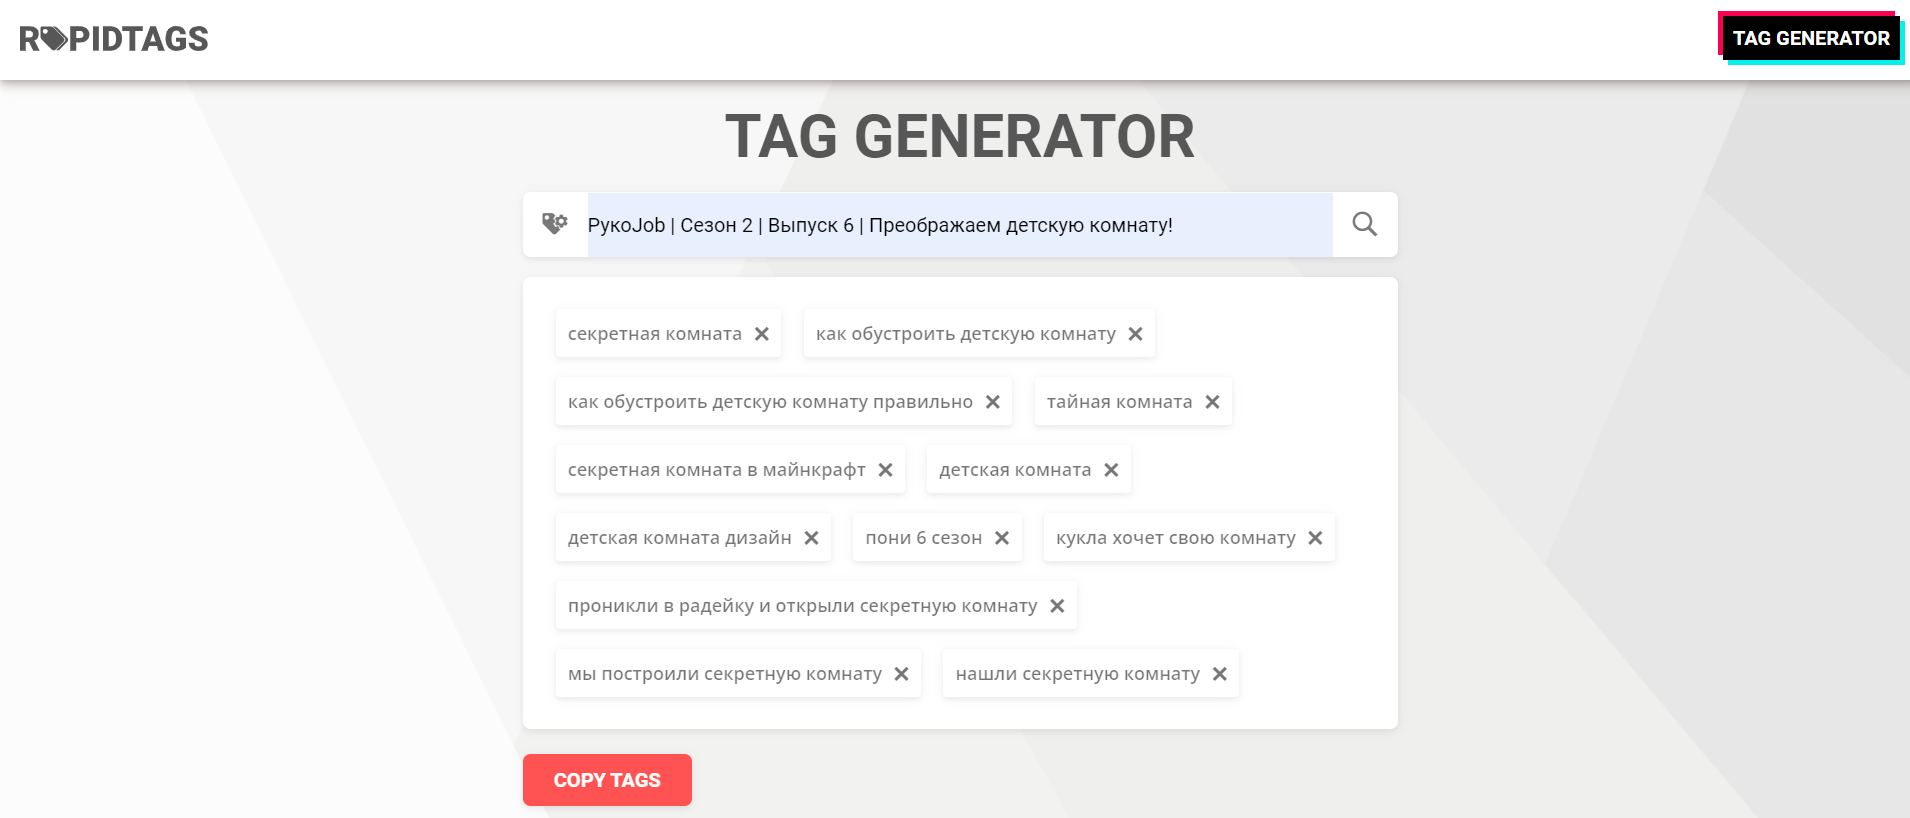 RAPIDTAGS
TAG GENERATOR
TAG GENERATOR
РукоJob | Сезон 2 | Выпуск 6 | Преображаем детскую комнату!
секретная комната
как обустроить детскую комнату
как обустроить детскую комнату правильно
тайная комната
секретная комната в майнкрафт
детская комната
детская комната дизайн
пони 6 сезон
кукла хочет свою комнату
проникли в радейку и открыли секретную комнату
мы построили секретную комнату
нашли секретную комнату
COPY TAGS